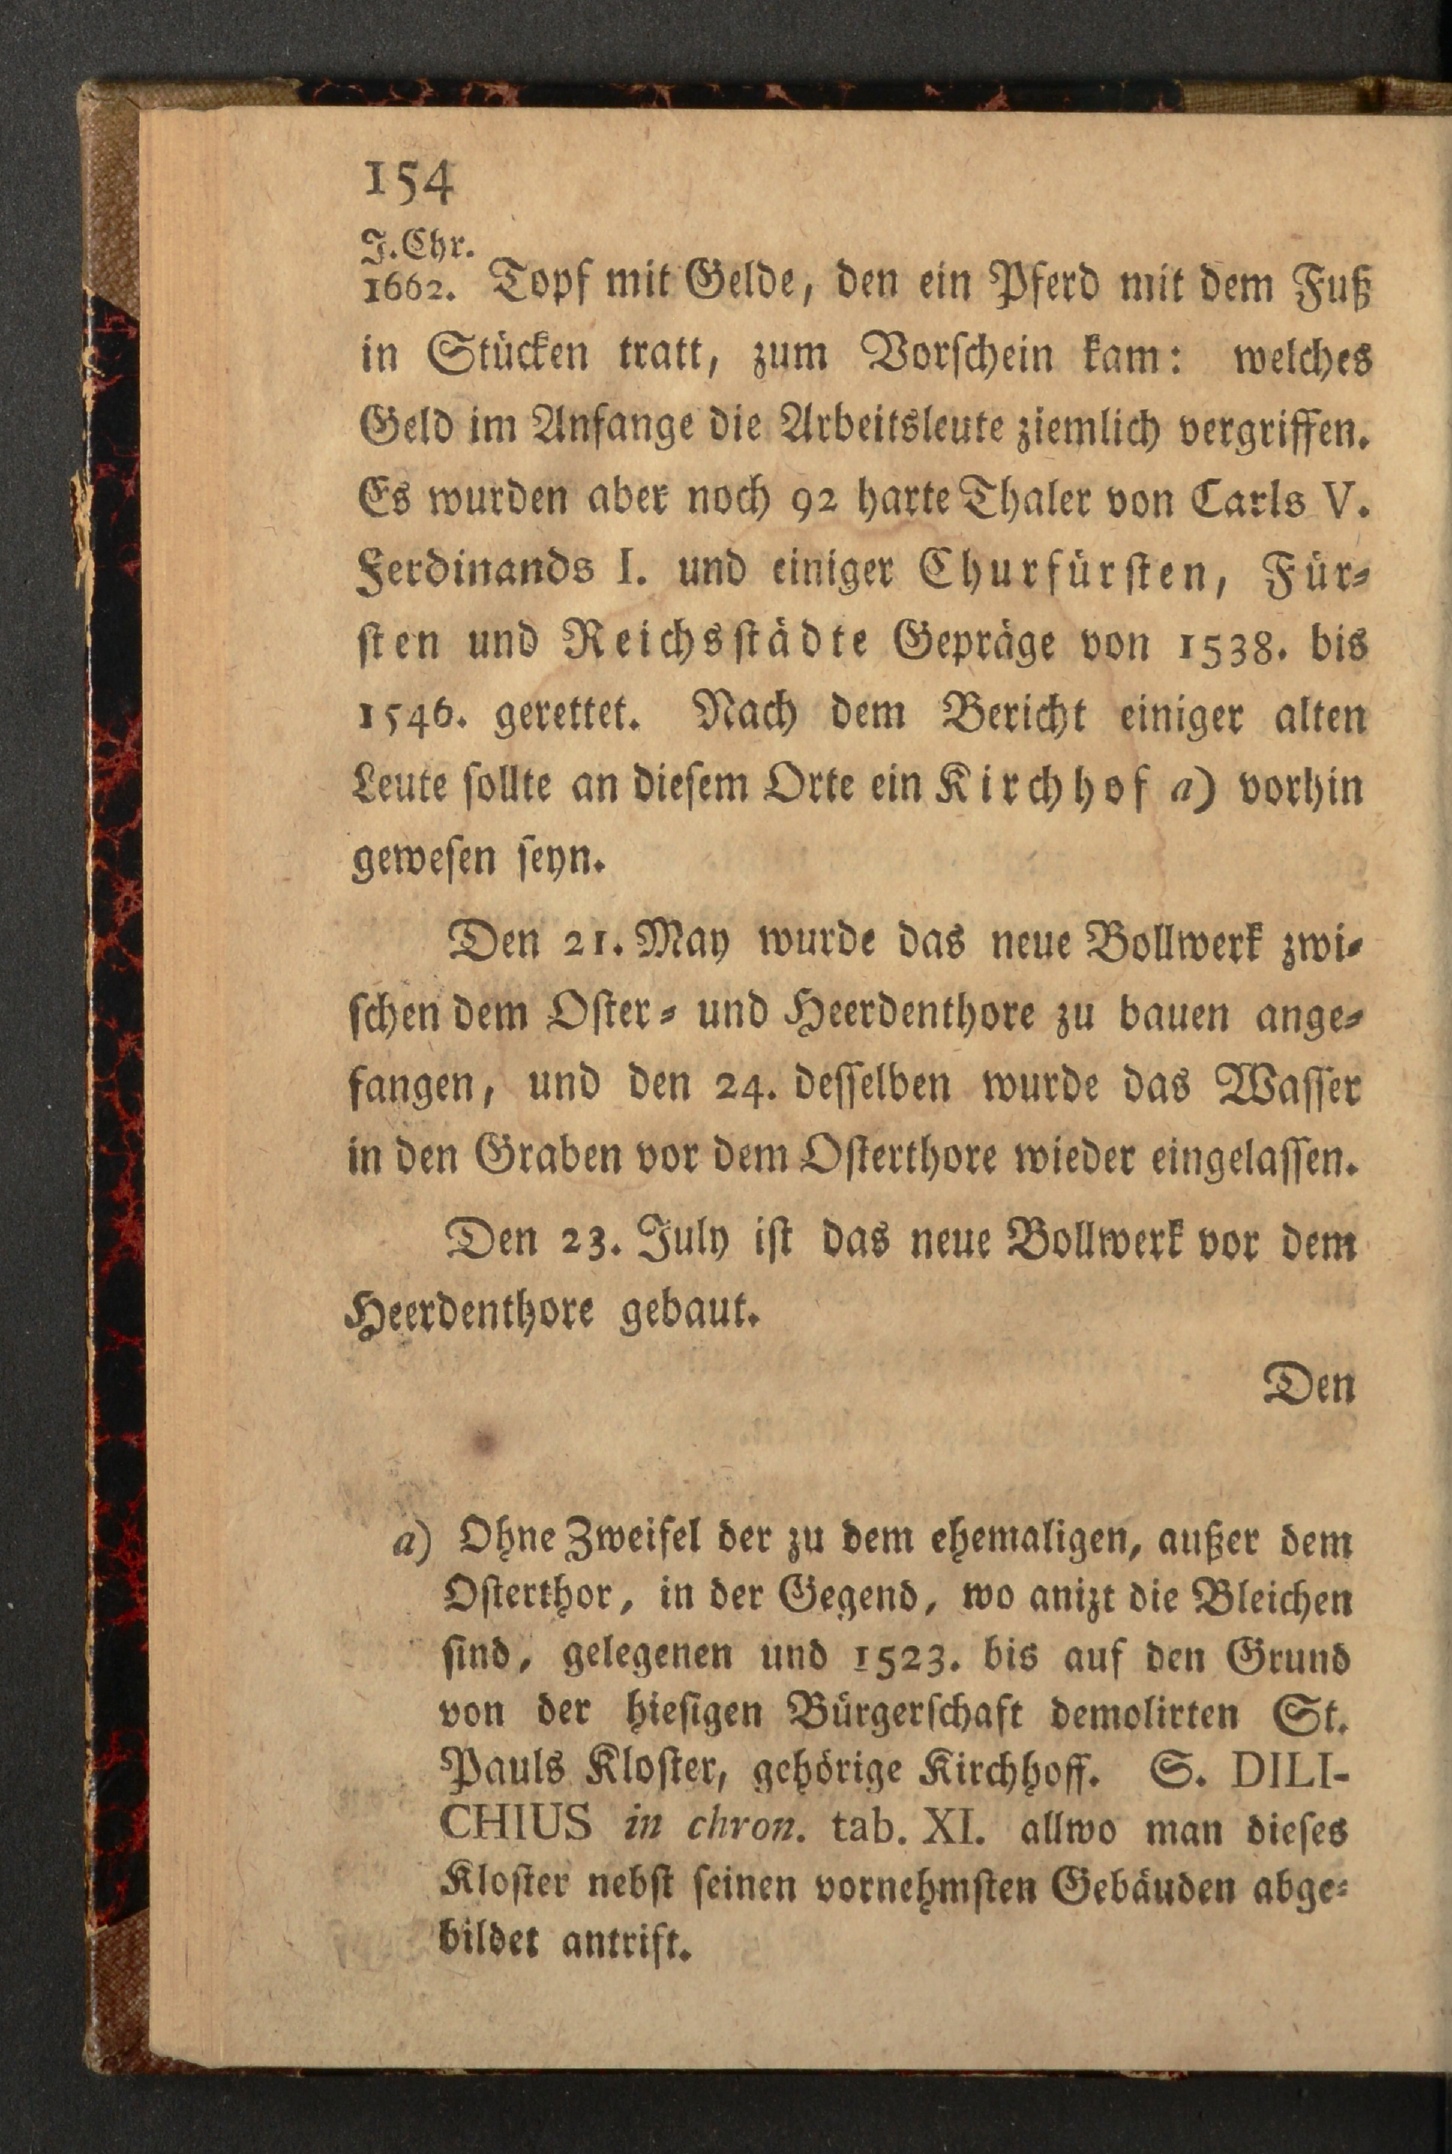 154
J. Chr.
1662. Topf mit Gelde, den ein Pferd mit dem Fuß
in Stücken tratt, zum Vorschein kam: welches
Geld im Anfange die Arbeitsleute ziemlich vergriffen.
Es wurden aber noch 92 harte Thaler von Carls V.
Ferdinands I. und einiger Churfürsten, Für-
sten und Reichsstädte Gepräge von 1538. bis
1546. gerettet. Nach dem Bericht einiger alten
Leute sollte an diesem Orte ein Kirchhof a) vorhin
gewesen seyn.
Den 21. May wurde das neue Bollwerk zwi-
schen dem Oster- und Heerdenthore zu bauen ange-
fangen, und den 24. desselben wurde das Wasser
in den Graben vor dem Osterthore wieder eingelassen.
Den 23. July ist das neue Bollwerk vor dem
Heerdenthore gebaut.
Den
a) Ohne Zweifel der zu dem ehemaligen, außer dem
Osterthor, in der Gegend, wo anizt die Bleichen
sind, gelegenen und 1523. bis auf den Grund
von der hiesigen Bürgerschaft demolirten St.
Pauls Kloster, gehörige Kirchhoff. S. DILI-
CHIUS in chron. tab. XI. allwo man dieses
Kloster nebst seinen vornehmsten Gebäuden abge-
bildet antrift.